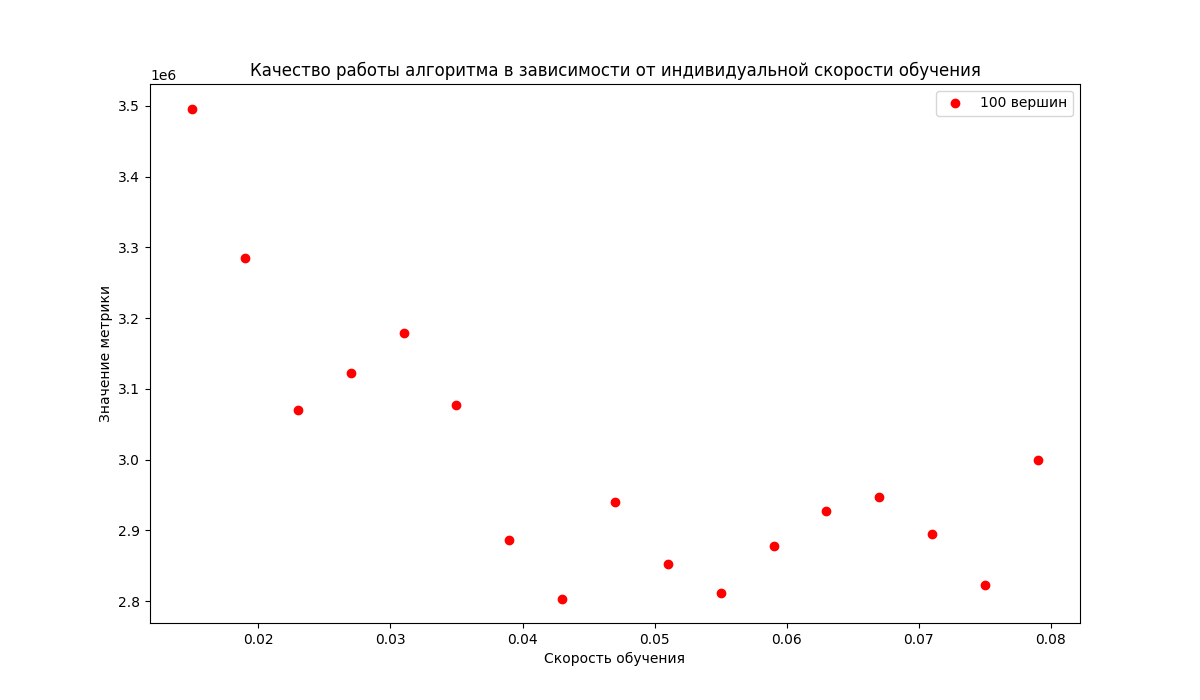 Качество работы алгоритма в зависимости от индивидуальной скорости обучения
1e6
100 вершин
3.5
3.4
3.3
3.2
3.1
3.0
2.9
2.8
Значение метрики
0.02 0.03 0.04 0.05 0.06 0.07 0.08
Скорость обучения